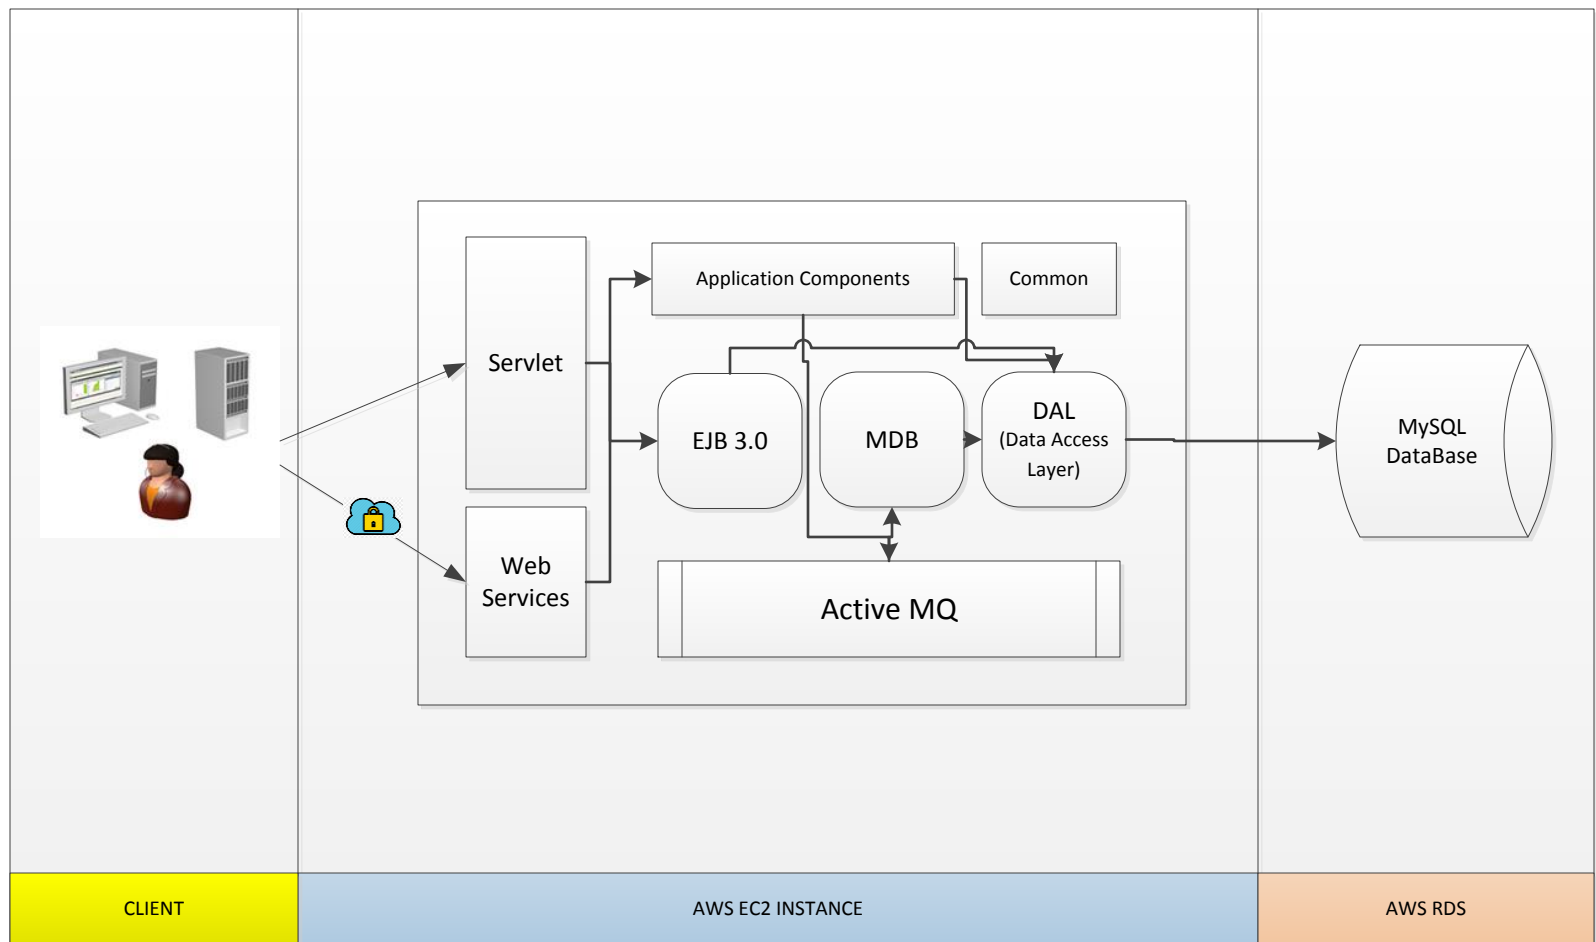 Servlet
Application Components
Common
EJB 3.0
MDB
DAL
(Data Access
Layer)
MySQL
DataBase
Web
Services
Active MQ
CLIENT
AWS EC2 INSTANCE
AWS RDS